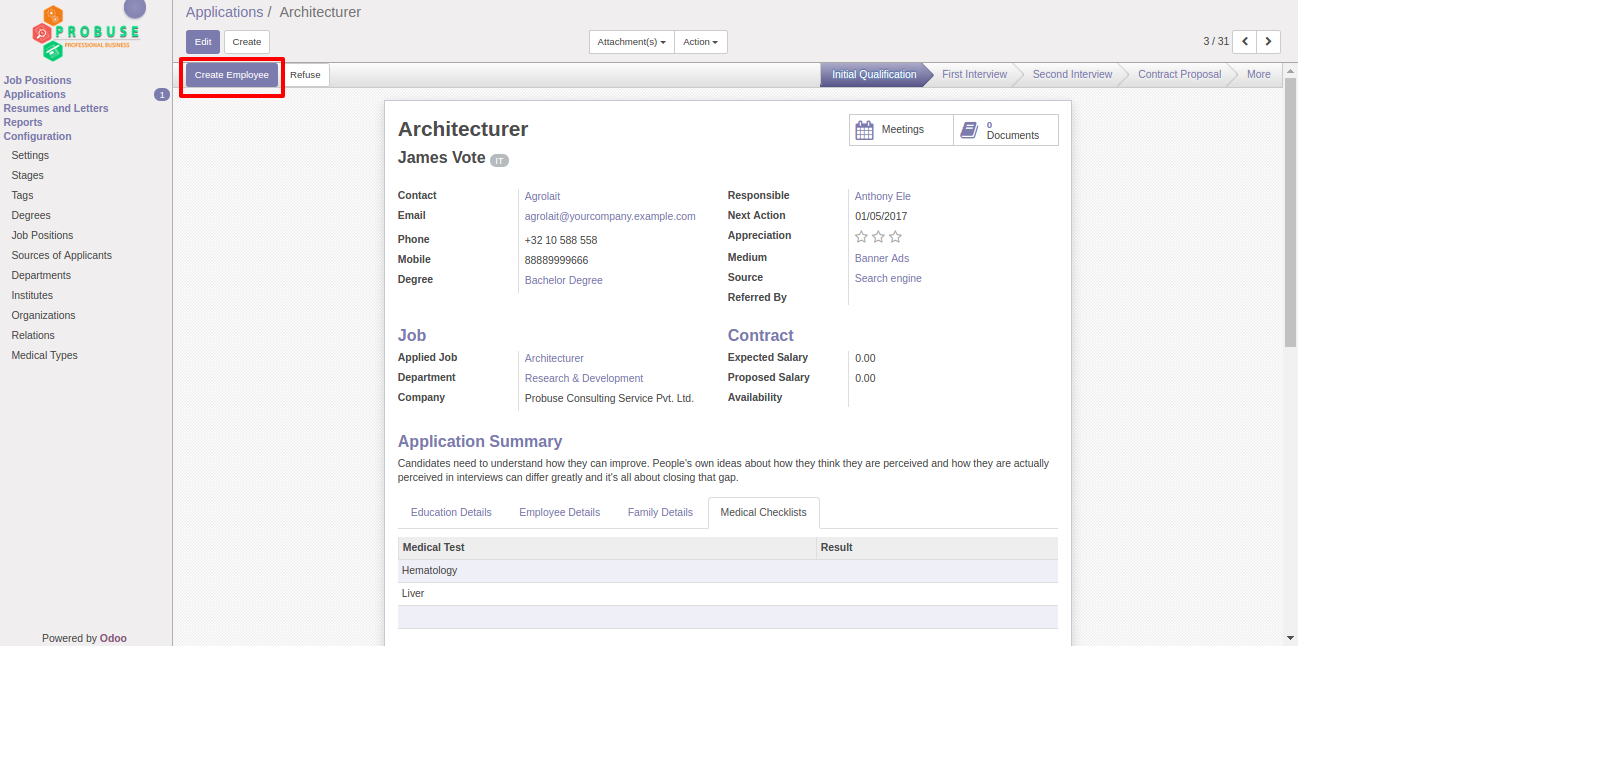 PROBUSE
PROFESSIONAL BUSINESS
Job Positions
Applications 1
Resumes and Letters
Reports
Configuration
Settings
Stages
Tags
Degrees
Job Positions
Sources of Applicants
Departments
Institutes
Organizations
Relations
Medical Types
Powered by Odoo
Applications / Architecturer
Edit Create Attachment(s) Action 3 / 31
Create Employee Refuse Initial Qualification First Interview Second Interview Contract Proposal More
Architecturer
Meetings
0
Documents
James Vote IT
Contact Agrolait
Email agrolait@yourcompany.example.com
Phone +32 10 588 558
Mobile 88889999666
Degree Bachelor Degree
Responsible Anthony Ele
Next Action 01/05/2017
Appreciation
Medium Banner Ads
Source Search engine
Referred By
Job
Applied Job Architecturer
Department Research & Development
Company Probuse Consulting Service Pvt. Ltd.
Contract
Expected Salary 0.00
Proposed Salary 0.00
Availability
Application Summary
Candidates need to understand how they can improve. People's own ideas about how they think they are perceived and how they are actually
perceived in interviews can differ greatly and it's all about closing that gap.
Education Details Employee Details Family Details Medical Checklists
Medical Test Result
Hematology
Liver